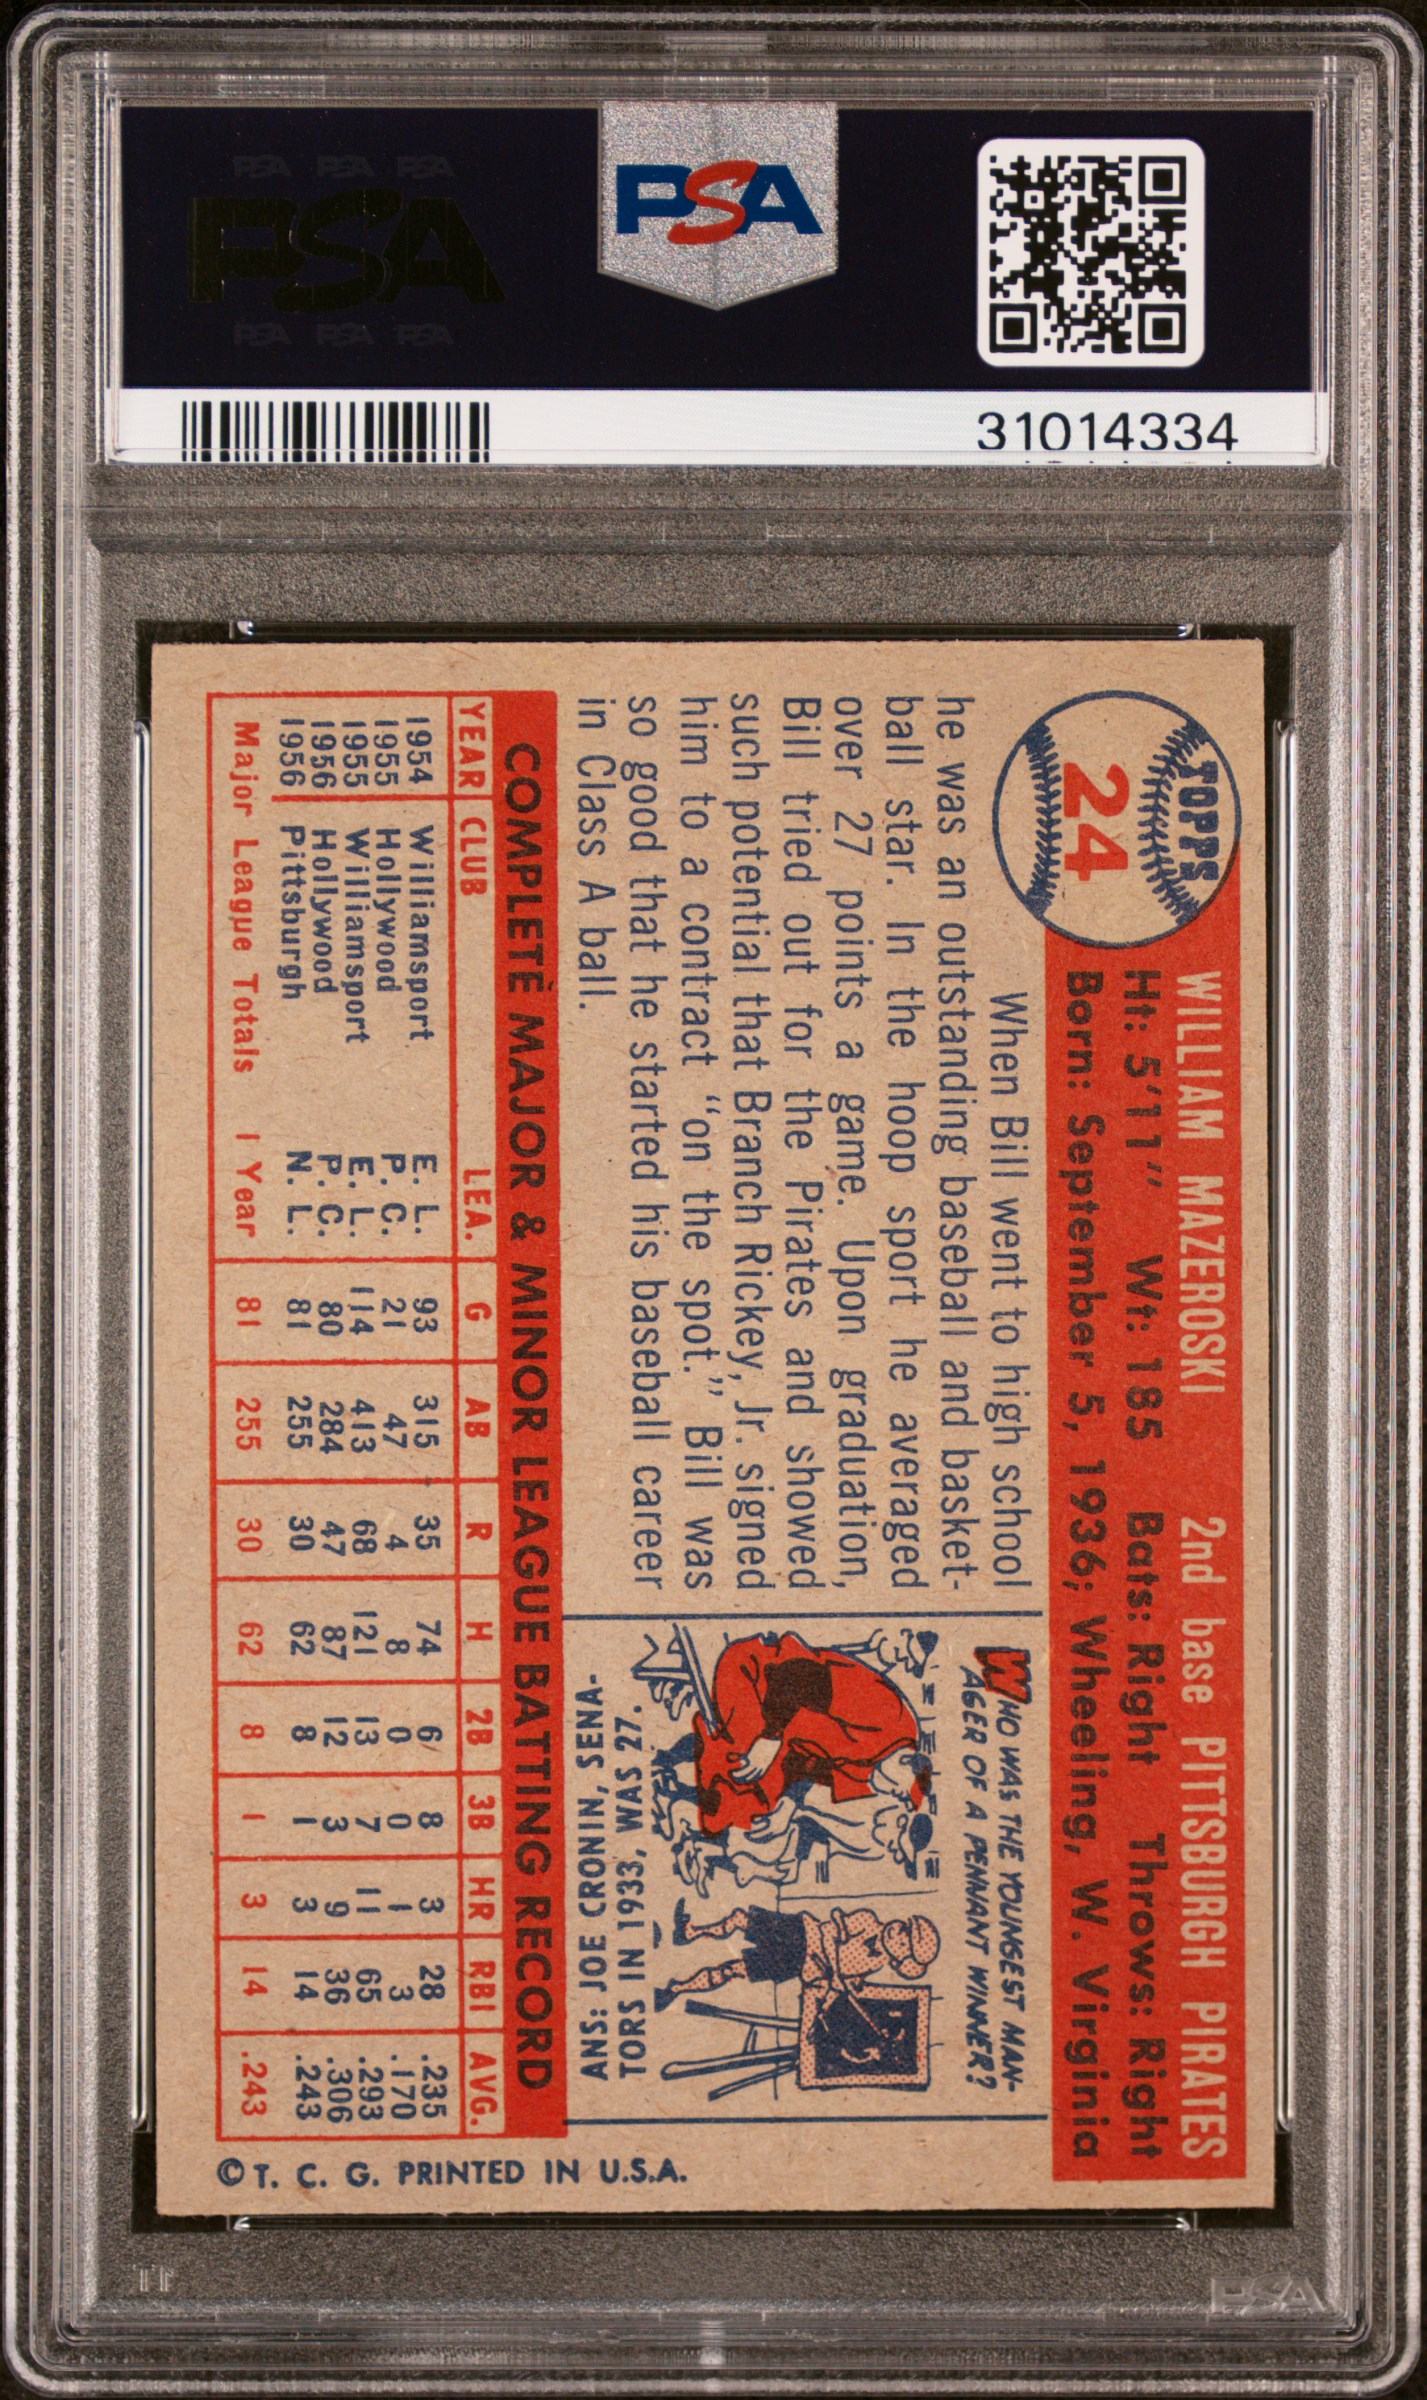 PSA PSA PSA
PSA
PSA PSA PSA
PSA
31014334
TOPPS
24
WILLIAM MAZEROSKI 2nd base PITTSBURGH PIRATES
Ht: 5'11" Wt: 185 Bats: Right Throws: Right
Born: September 5, 1936; Wheeling, W. Virginia
When Bill went to high school
he was an outstanding baseball and basket-
ball star. In the hoop sport he averaged
over 27 points a game. Upon graduation,
Bill tried out for the Pirates and showed
such potential that Branch Rickey, Jr. signed
him to a contract "on the spot." Bill was
so good that he started his baseball career
in Class A ball.
WHO WAS THE YOUNGEST MAN-
AGER OF A PENNANT WINNER?
ANS: JOE CRONIN, SENA-
TORS IN 1933, WAS 27.
COMPLETE MAJOR & MINOR LEAGUE BATTING RECORD
YEAR CLUB LEA. G AB R H 2B 3B HR RBI AVG.
1954 Williamsport E. L. 93 315 35 74 6 8 3 28 .235
1955 Hollywood P. C. 21 47 4 8 0 0 1 3 .170
1955 Williamsport E. L. 114 413 68 121 13 7 11 65 .293
1956 Hollywood P. C. 80 284 47 87 12 3 9 36 .306
1956 Pittsburgh N. L. 81 255 30 62 8 1 3 14 .243
Major League Totals 1 Year 81 255 30 62 8 1 3 14 .243
© T. C. G. PRINTED IN U.S.A.
PSA